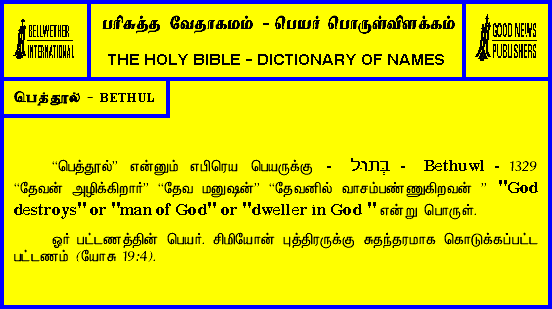 BELLWETHER
INTERNATIONAL
பரிசுத்த வேதாகமம் - பெயர் பொருள்விளக்கம்
THE HOLY BIBLE - DICTIONARY OF NAMES
GOOD NEWS
PUBLISHERS
பெத்தூல் - BETHUL
“பெத்தூல்” என்னும் எபிரெய பெயருக்கு - בְּתוּל - Bethuwl - 1329
“தேவன் அழிக்கிறார்” “தேவ மனுஷன்” “தேவனில் வாசம்பண்ணுகிறவன் ” "God
destroys" or "man of God" or "dweller in God " என்று பொருள்.
ஓர் பட்டணத்தின் பெயர். சிமியோன் புத்திரருக்கு சுதந்தரமாக கொடுக்கப்பட்ட
பட்டணம் (யோசு 19:4).